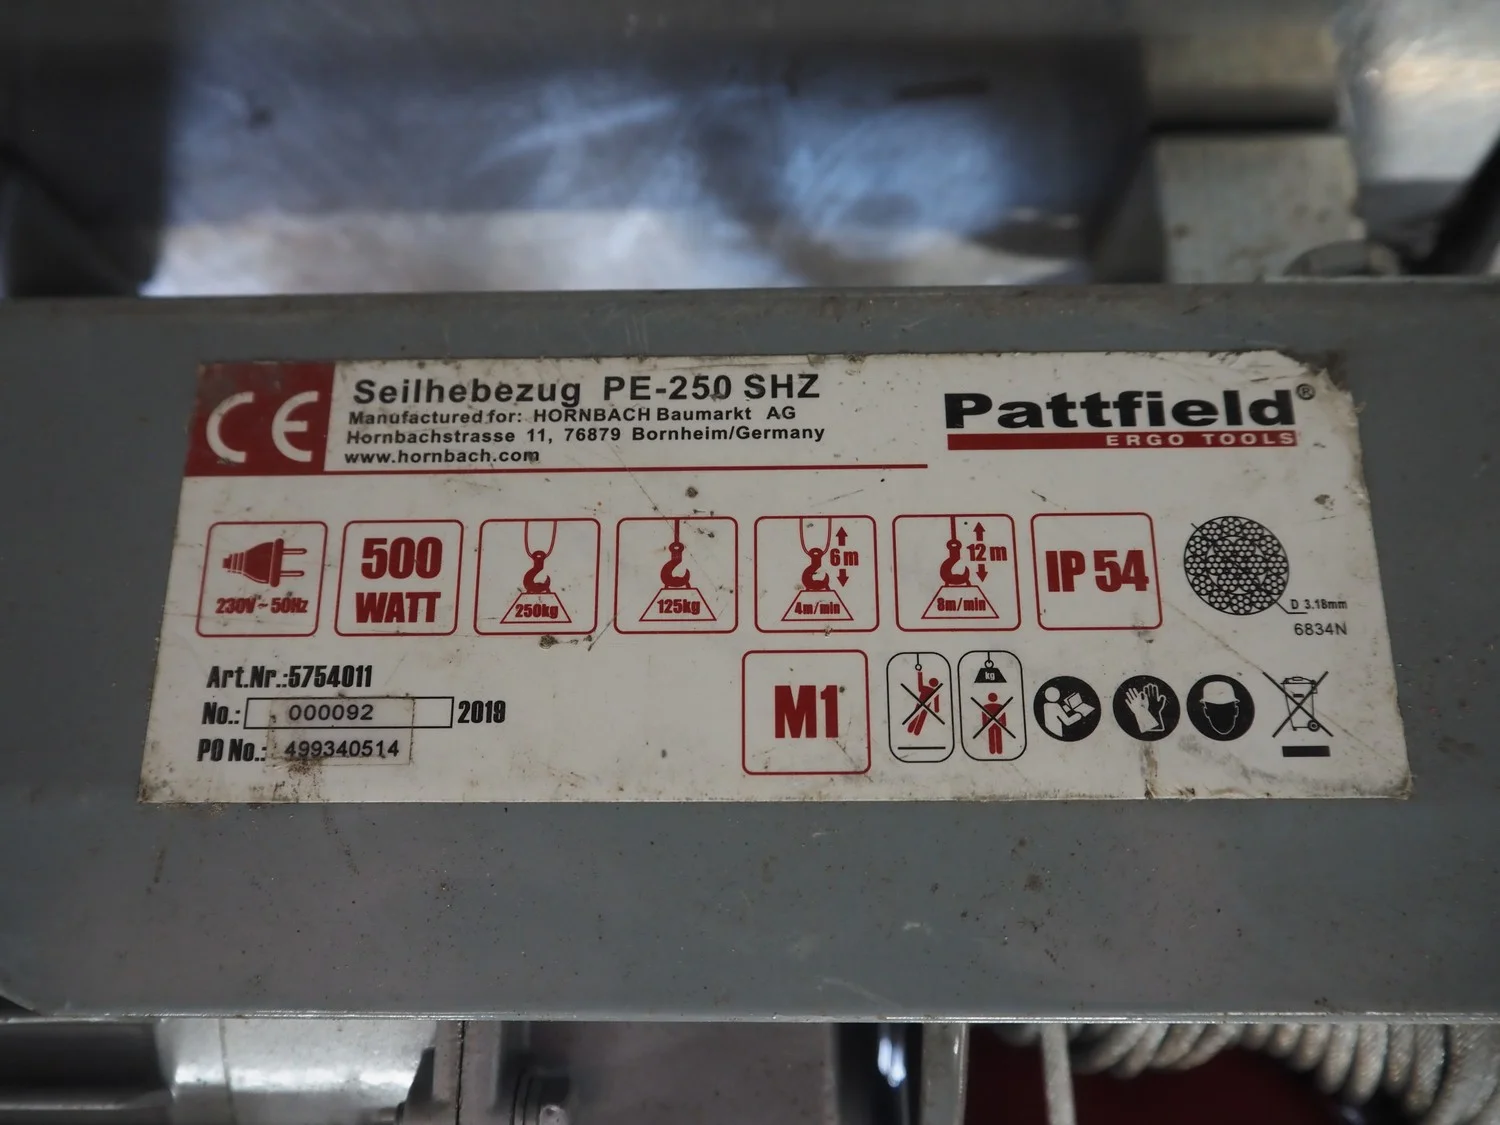 CE
Seilhebezug PE-250 SHZ
Manufactured for: HORNBACH Baumarkt AG
Hornbachstrasse 11, 76879 Bornheim/Germany
www.hornbach.com
Pattfield®
ERGO TOOLS
230V~50Hz
500
WATT
250kg
125kg
6m
4m/min
12m
8m/min
IP 54
D 3.18mm
6834N
Art.Nr.:5754011
No.: 000092 2019
PO No.: 499340514
M1
kg